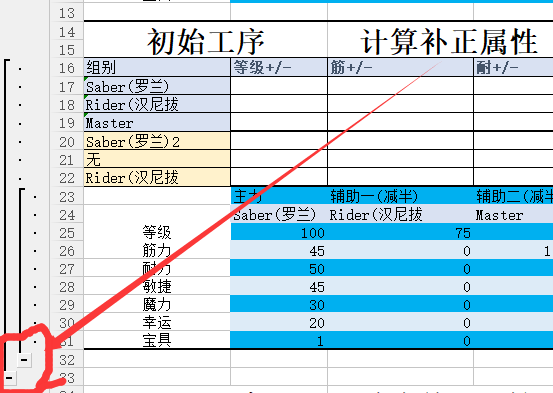 13
14 初始工序 计算补正属性
15
16 组别 等级+/- 筋+/- 耐+/-
17 Saber(罗兰)
18 Rider(汉尼拔
19 Master
20 Saber(罗兰)2
21 无
22 Rider(汉尼拔
23 主力 辅助一(减半) 辅助二(减
24 Saber(罗兰) Rider(汉尼拔 Master
25 等级 100 75
26 筋力 45 0 1
27 耐力 50 0
28 敏捷 45 0
29 魔力 30 0
30 幸运 20 0
31 宝具 1 0
32
33